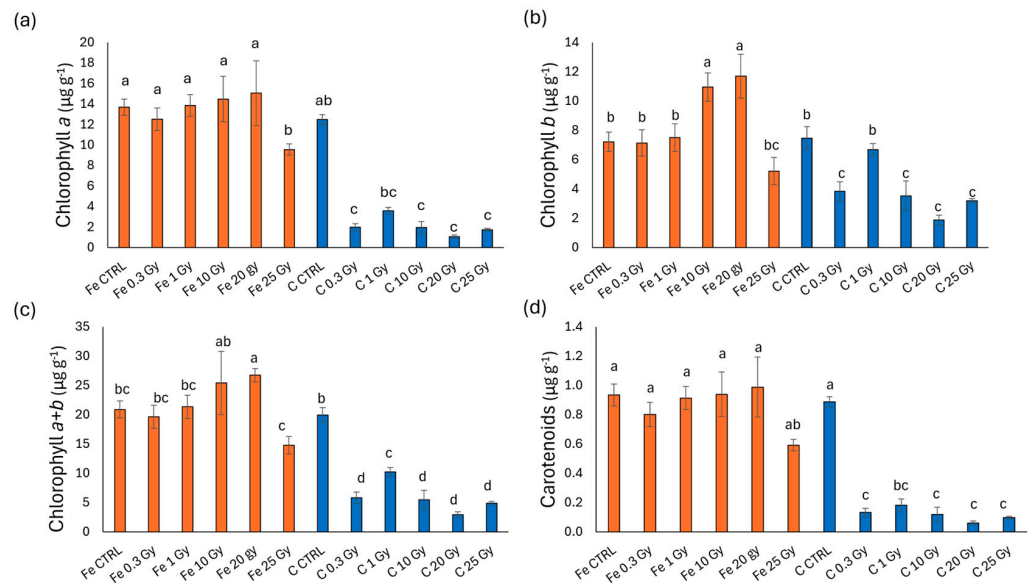 (a)
Chlorophyll a (µg g⁻¹)
20
18
16
14
12
10
8
6
4
2
0
a
a
a
a
a
b
ab
c
bc
c
c
c
Fe CTRL
Fe 0.3 Gy
Fe 1 Gy
Fe 10 Gy
Fe 20 gy
Fe 25 Gy
C CTRL
C 0.3 Gy
C 1 Gy
C 10 Gy
C 20 Gy
C 25 Gy
(b)
Chlorophyll b (µg g⁻¹)
14
12
10
8
6
4
2
0
b
b
b
a
a
bc
b
c
c
c
c
c
Fe CTRL
Fe 0.3 Gy
Fe 1 Gy
Fe 10 Gy
Fe 20 gy
Fe 25 Gy
C CTRL
C 0.3 Gy
C 1 Gy
C 10 Gy
C 20 Gy
C 25 Gy
(c)
Chlorophyll a+b (µg g⁻¹)
35
30
25
20
15
10
5
0
bc
bc
bc
ab
a
c
b
d
c
d
d
d
Fe CTRL
Fe 0.3 Gy
Fe 1 Gy
Fe 10 Gy
Fe 20 gy
Fe 25 Gy
C CTRL
C 0.3 Gy
C 1 Gy
C 10 Gy
C 20 Gy
C 25 Gy
(d)
Carotenoids (µg g⁻¹)
1.4
1.2
1.0
0.8
0.6
0.4
0.2
0.0
a
a
a
a
a
ab
a
c
bc
c
c
c
Fe CTRL
Fe 0.3 Gy
Fe 1 Gy
Fe 10 Gy
Fe 20 gy
Fe 25 Gy
C CTRL
C 0.3 Gy
C 1 Gy
C 10 Gy
C 20 Gy
C 25 Gy